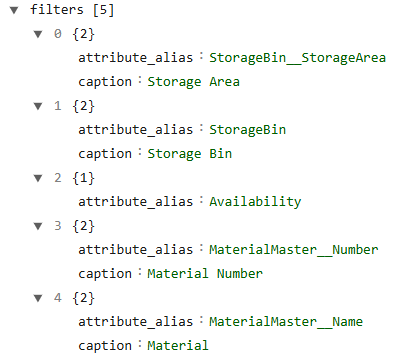 filters [5]
0 {2}
attribute_alias : StorageBin__StorageArea
caption : Storage Area
1 {2}
attribute_alias : StorageBin
caption : Storage Bin
2 {1}
attribute_alias : Availability
3 {2}
attribute_alias : MaterialMaster__Number
caption : Material Number
4 {2}
attribute_alias : MaterialMaster__Name
caption : Material